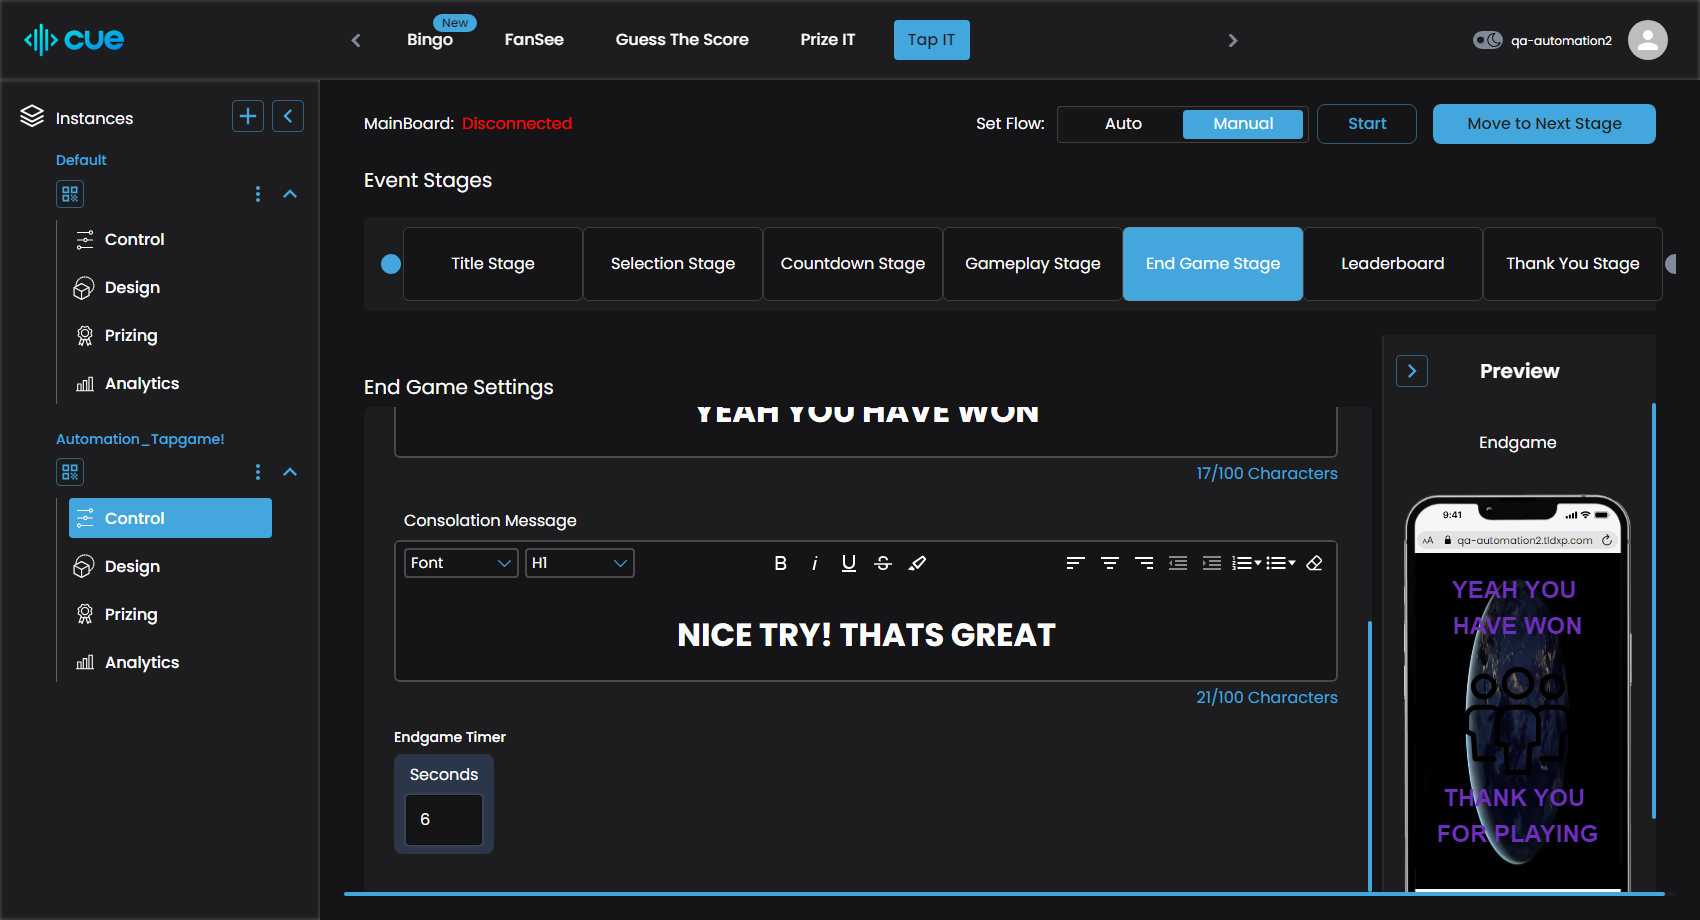 cue
New
Bingo
FanSee
Guess The Score
Prize IT
Tap IT
qa-automation2
Instances
Default
Control
Design
Prizing
Analytics
Automation_Tapgame!
Control
Design
Prizing
Analytics
MainBoard: Disconnected
Set Flow:
Auto
Manual
Start
Move to Next Stage
Event Stages
Title Stage
Selection Stage
Countdown Stage
Gameplay Stage
End Game Stage
Leaderboard
Thank You Stage
End Game Settings
YEAH YOU HAVE WON
17/100 Characters
Consolation Message
Font
H1
B
i
U
S
NICE TRY! THATS GREAT
21/100 Characters
Endgame Timer
Seconds
6
Preview
Endgame
9:41
AA
qa-automation2.tldxp.com
YEAH YOU
HAVE WON
THANK YOU
FOR PLAYING